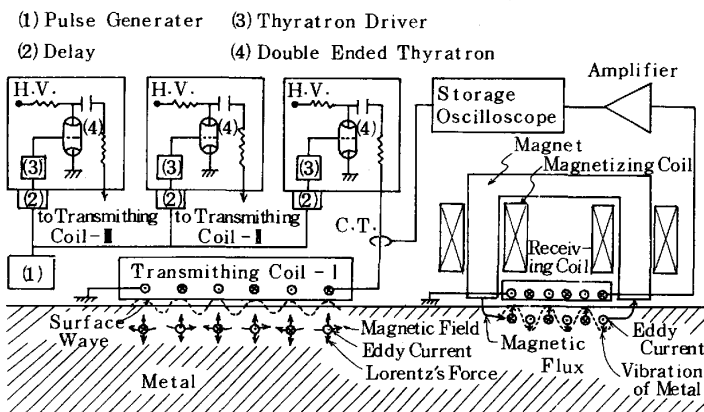 (1) Pulse Generater
(3) Thyratron Driver
(2) Delay
(4) Double Ended Thyratron
H.V.
(4)
(3)
(2)
H.V.
(4)
(3)
(2)
H.V.
(4)
(3)
(2)
to Transmithing
Coil-Ⅲ
to Transmithing
Coil-Ⅱ
(1)
C.T.
Storage
Oscilloscope
Amplifier
Magnet
Magnetizing Coil
Receiv-
ing Coil
Transmithing Coil-Ⅰ
Surface
Wave
Magnetic Field
Eddy Current
Lorentz's Force
Metal
Magnetic
Flux
Eddy
Current
Vibration
of Metal